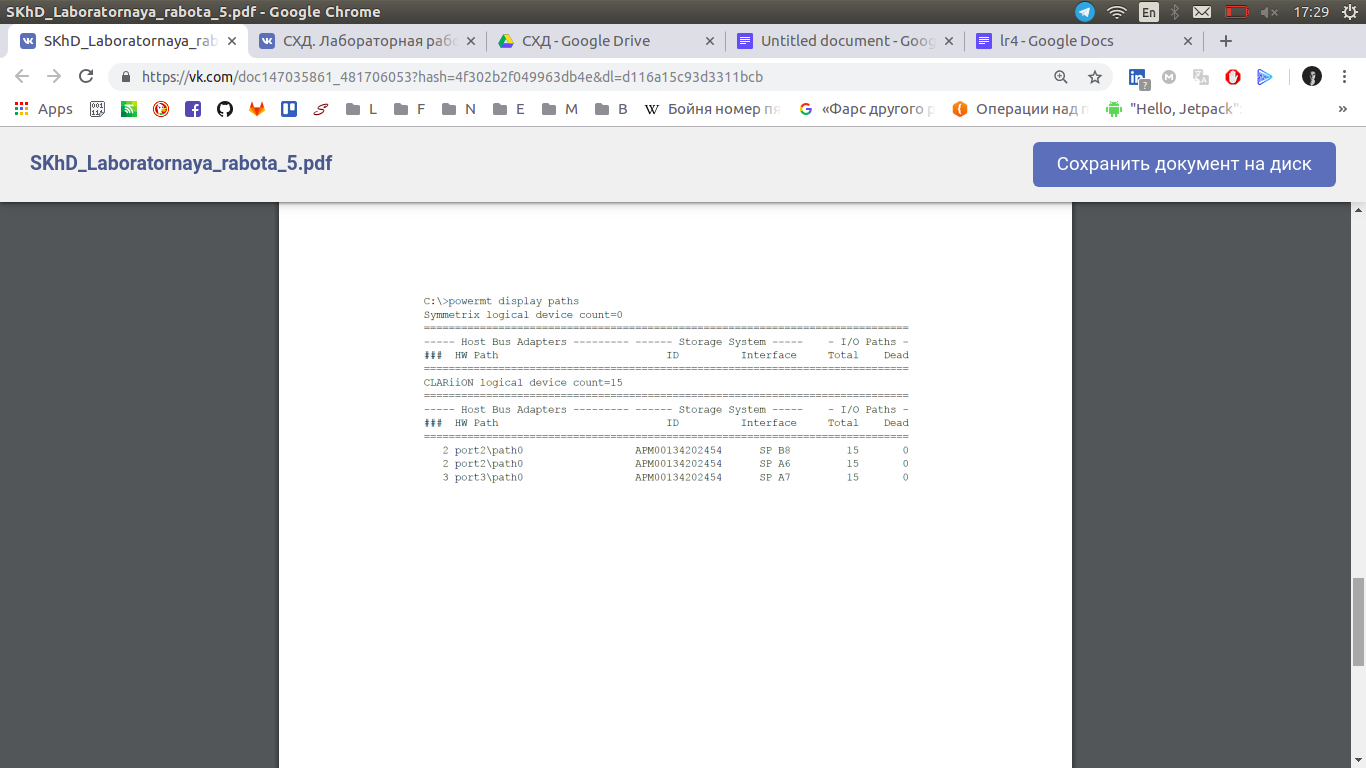 SKhD_Laboratornaya_rabota_5.pdf - Google Chrome
En
17:29
SKhD_Laboratornaya_rab
СХД. Лабораторная рабо
СХД - Google Drive
Untitled document - Goog
lr4 - Google Docs
https://vk.com/doc147035861_481706053?hash=4f302b2f049963db4e&dl=d116a15c93d3311bcb
Apps
L
F
N
E
M
B
Бойня номер пя
«Фарс другого р
Операции над п
"Hello, Jetpack"
»
SKhD_Laboratornaya_rabota_5.pdf
Сохранить документ на диск
C:\>powermt display paths
Symmetrix logical device count=0
==============================================================================
----- Host Bus Adapters --------- ------ Storage System ----- - I/O Paths -
### HW Path ID Interface Total Dead
==============================================================================
CLARiiON logical device count=15
==============================================================================
----- Host Bus Adapters --------- ------ Storage System ----- - I/O Paths -
### HW Path ID Interface Total Dead
==============================================================================
2 port2\path0 APM00134202454 SP B8 15 0
2 port2\path0 APM00134202454 SP A6 15 0
3 port3\path0 APM00134202454 SP A7 15 0